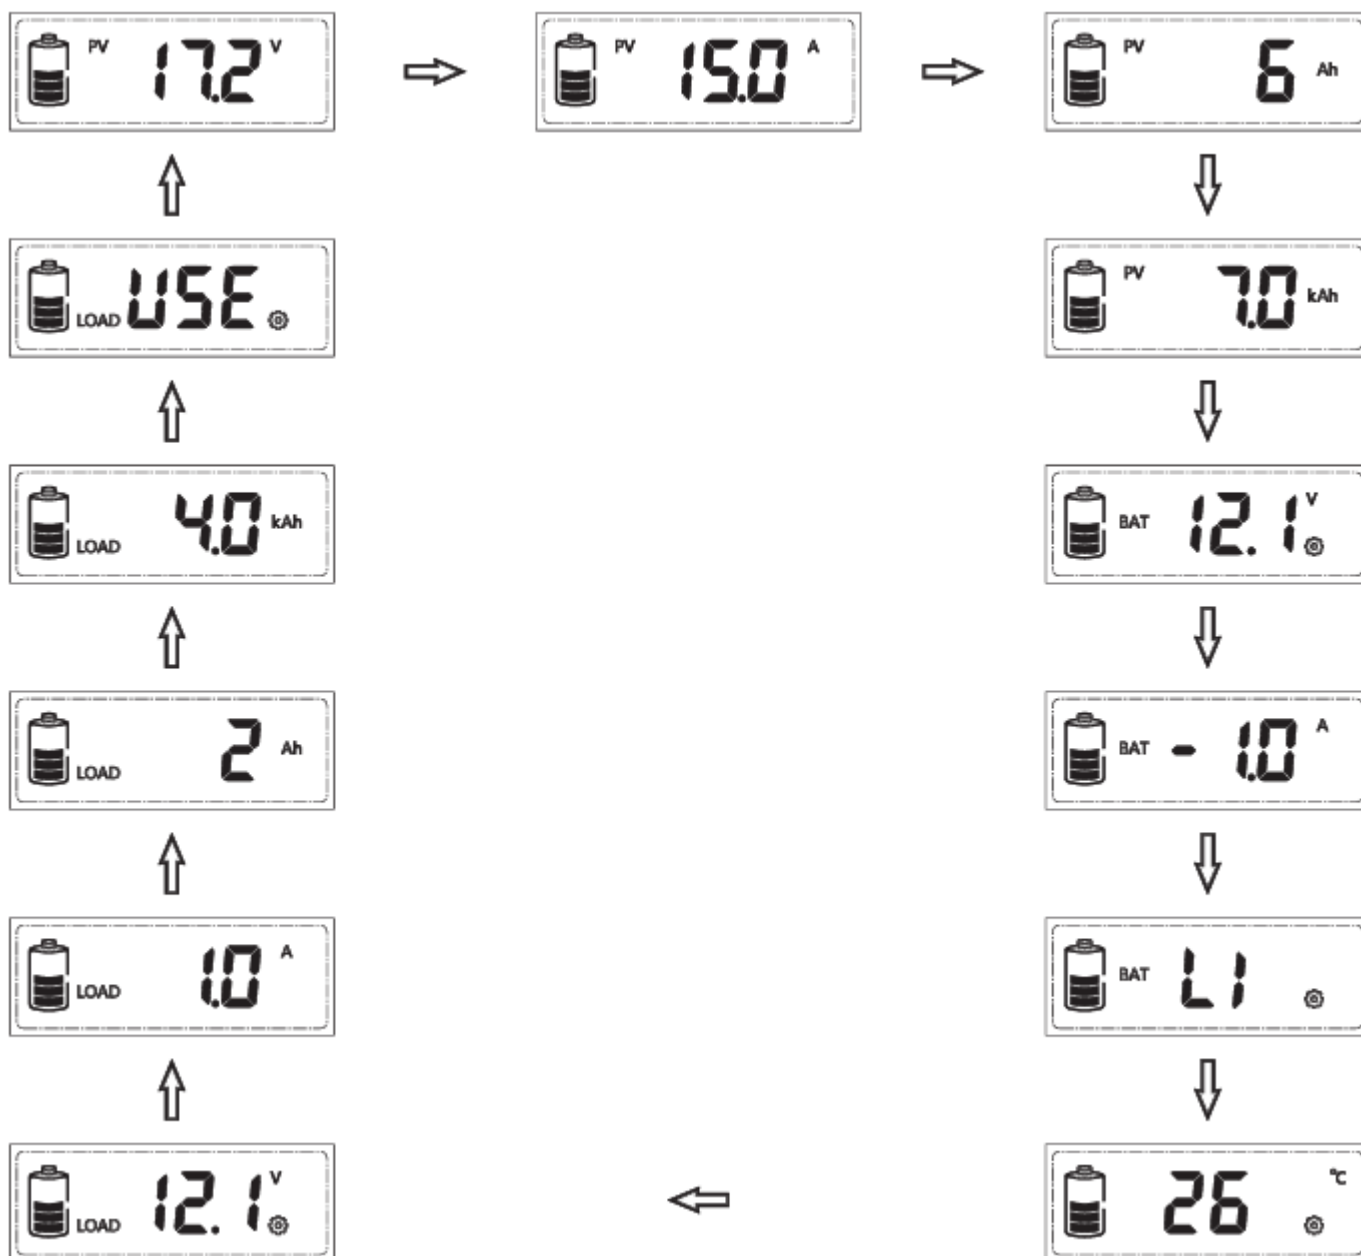 PV 17.2 V
PV 15.0 A
PV 6 Ah
PV 7.0 kAh
BAT 12.1 V
BAT - 1.0 A
BAT LI
26 °C
LOAD 12.1 V
LOAD 1.0 A
LOAD 2 Ah
LOAD 4.0 kAh
LOAD USE